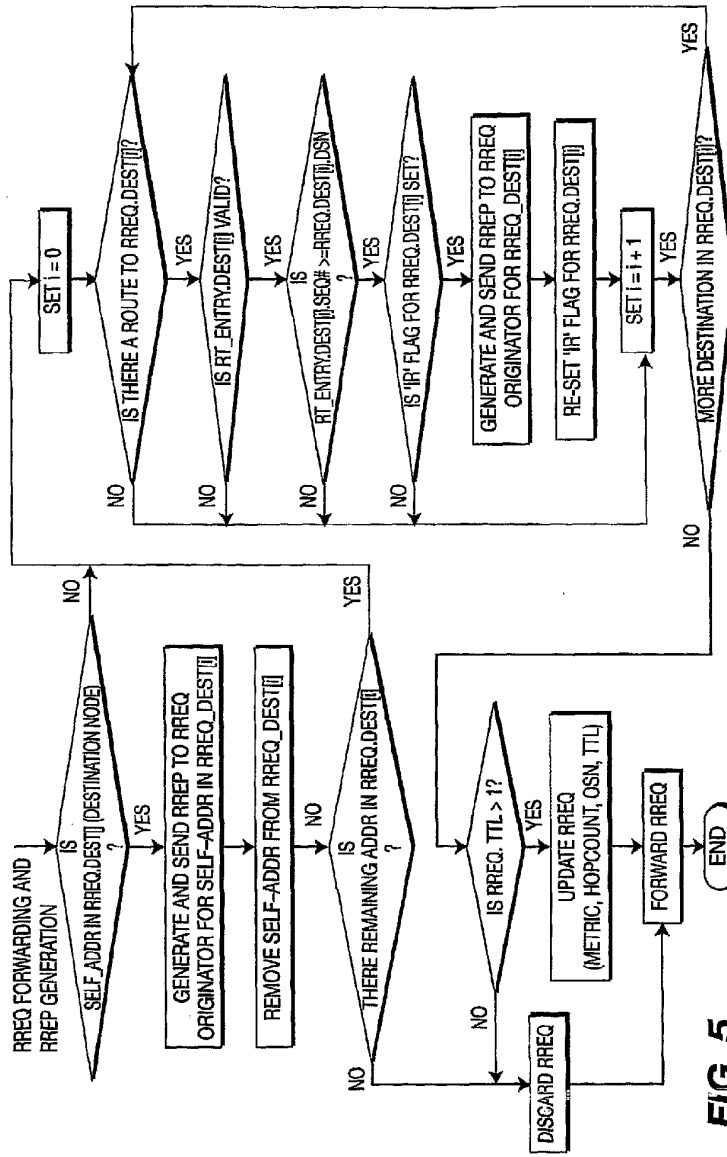 RREQ FORWARDING AND
RREP GENERATION
IS
SELF_ADDR IN RREQ.DEST[i] (DESTINATION NODE)
?
NO
YES
GENERATE AND SEND RREP TO RREQ
ORIGINATOR FOR SELF-ADDR IN RREQ_DEST[i]
REMOVE SELF-ADDR FROM RREQ_DEST[i]
NO
IS
THERE REMAINING ADDR IN RREQ.DEST[i]
?
YES
NO
IS RREQ. TTL > 1?
NO
YES
UPDATE RREQ
(METRIC, HOPCOUNT, OSN, TTL)
DISCARD RREQ
FORWARD RREQ
END
SET i = 0
IS THERE A ROUTE TO RREQ.DEST[i]?
NO
YES
IS RT_ENTRY.DEST[i] VALID?
NO
YES
IS
RT_ENTRY.DEST[i].SEQ# >=RREQ.DEST[i].DSN
?
NO
YES
IS 'IR' FLAG FOR RREQ.DEST[i] SET?
NO
YES
GENERATE AND SEND RREP TO RREQ
ORIGINATOR FOR RREQ_DEST[i]
RE-SET 'IR' FLAG FOR RREQ.DEST[i]
SET i = i + 1
YES
MORE DESTINATION IN RREQ.DEST[i]?
NO
YES
FIG. 5